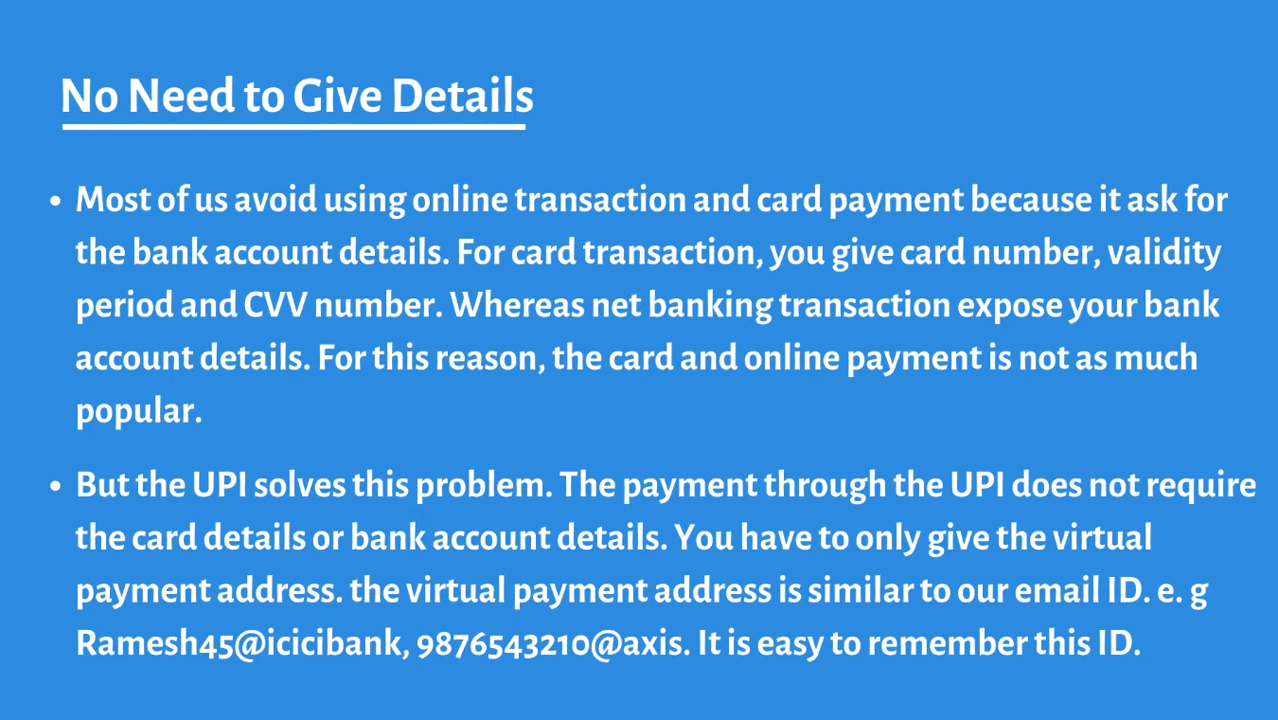 No Need to Give Details
• Most of us avoid using online transaction and card payment because it ask for
the bank account details. For card transaction, you give card number, validity
period and CVV number. Whereas net banking transaction expose your bank
account details. For this reason, the card and online payment is not as much
popular.
• But the UPI solves this problem. The payment through the UPI does not require
the card details or bank account details. You have to only give the virtual
payment address. the virtual payment address is similar to our email ID. e. g
Ramesh45@icicibank, 9876543210@axis. It is easy to remember this ID.